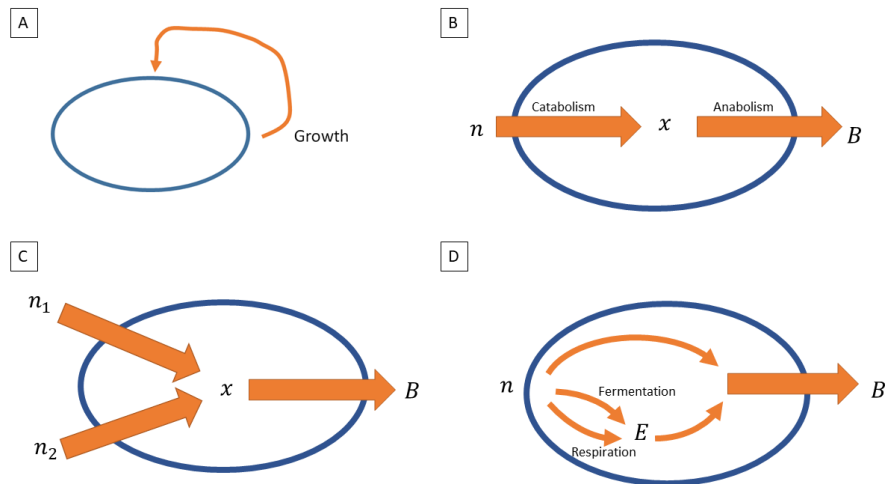 A
Growth
B
Catabolism
Anabolism
n
x
B
C
n₁
n₂
x
B
D
n
Fermentation
Respiration
E
B